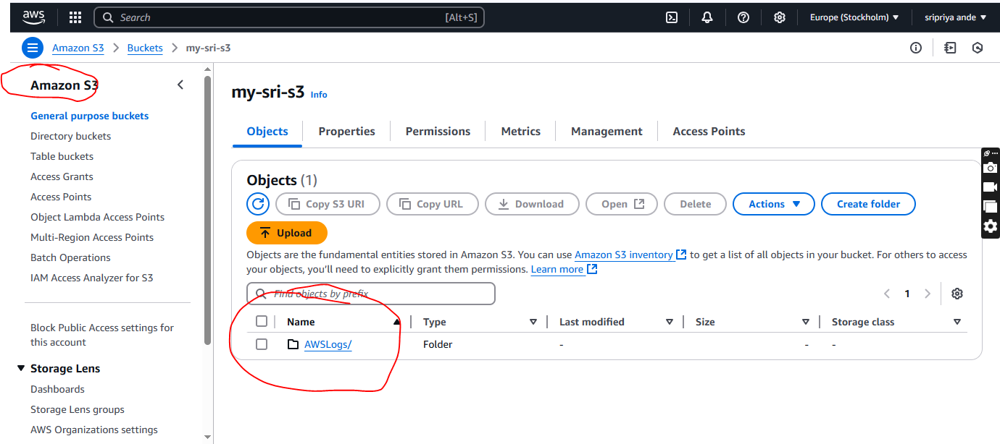 aws Search [Alt+S] Europe (Stockholm) sripriya ande
Amazon S3 > Buckets > my-sri-s3
Amazon S3
General purpose buckets
Directory buckets
Table buckets
Access Grants
Access Points
Object Lambda Access Points
Multi-Region Access Points
Batch Operations
IAM Access Analyzer for S3
Block Public Access settings for
this account
Storage Lens
Dashboards
Storage Lens groups
AWS Organizations settings
my-sri-s3 Info
Objects Properties Permissions Metrics Management Access Points
Objects (1)
Copy S3 URI Copy URL Download Open Delete Actions Create folder
Upload
Objects are the fundamental entities stored in Amazon S3. You can use Amazon S3 inventory to get a list of all objects in your bucket. For others to access
your objects, you’ll need to explicitly grant them permissions. Learn more
Find objects by prefix 1
Name Type Last modified Size Storage class
AWSLogs/ Folder - - -